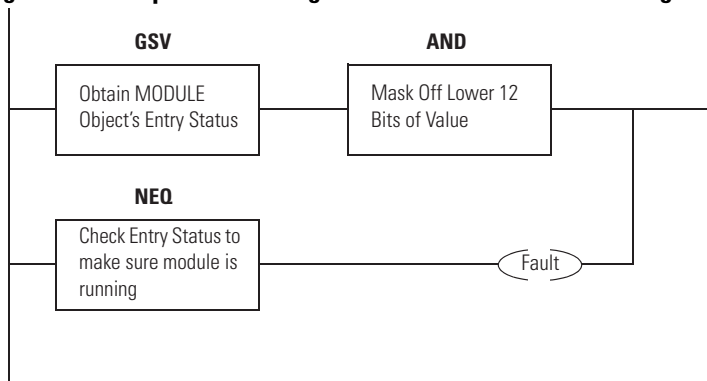 GSV
AND
Obtain MODULE
Object's Entry Status
Mask Off Lower 12
Bits of Value
NEQ
Check Entry Status to
make sure module is
running
Fault